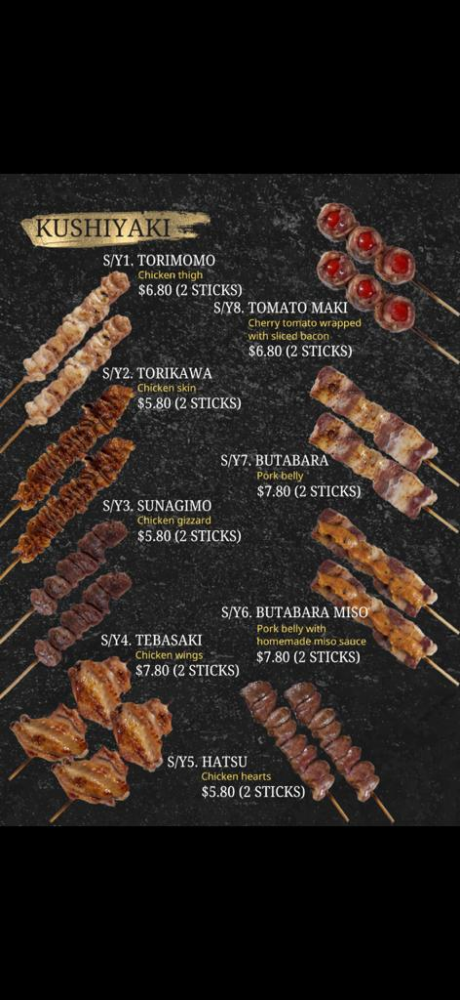 KUSHIYAKI
S/Y1. TORIMOMO
Chicken thigh
$6.80 (2 STICKS)
S/Y8. TOMATO MAKI
Cherry tomato wrapped
with sliced bacon
$6.80 (2 STICKS)
S/Y2. TORIKAWA
Chicken skin
$5.80 (2 STICKS)
S/Y7. BUTABARA
Pork belly
$7.80 (2 STICKS)
S/Y3. SUNAGIMO
Chicken gizzard
$5.80 (2 STICKS)
S/Y6. BUTABARA MISO
Pork belly with
homemade miso sauce
$7.80 (2 STICKS)
S/Y4. TEBASAKI
Chicken wings
$7.80 (2 STICKS)
S/Y5. HATSU
Chicken hearts
$5.80 (2 STICKS)